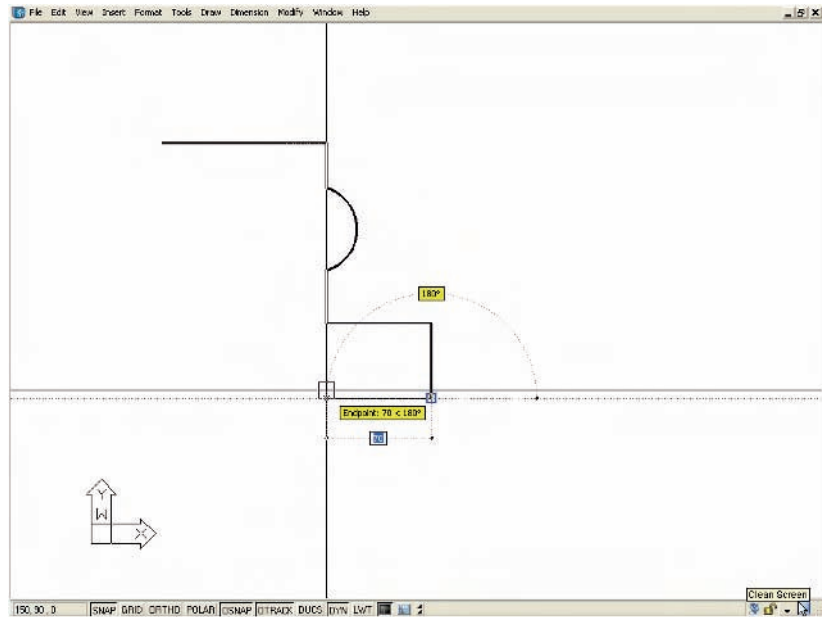 File Edit View Insert Format Tools Draw Dimension Modify Window Help
180°
Endpoint: 70 < 180°
70
Y
W
X
Clean Screen
150, 90, 0 SNAP GRID ORTHO POLAR OSNAP OTRACK DUCS DYN LWT